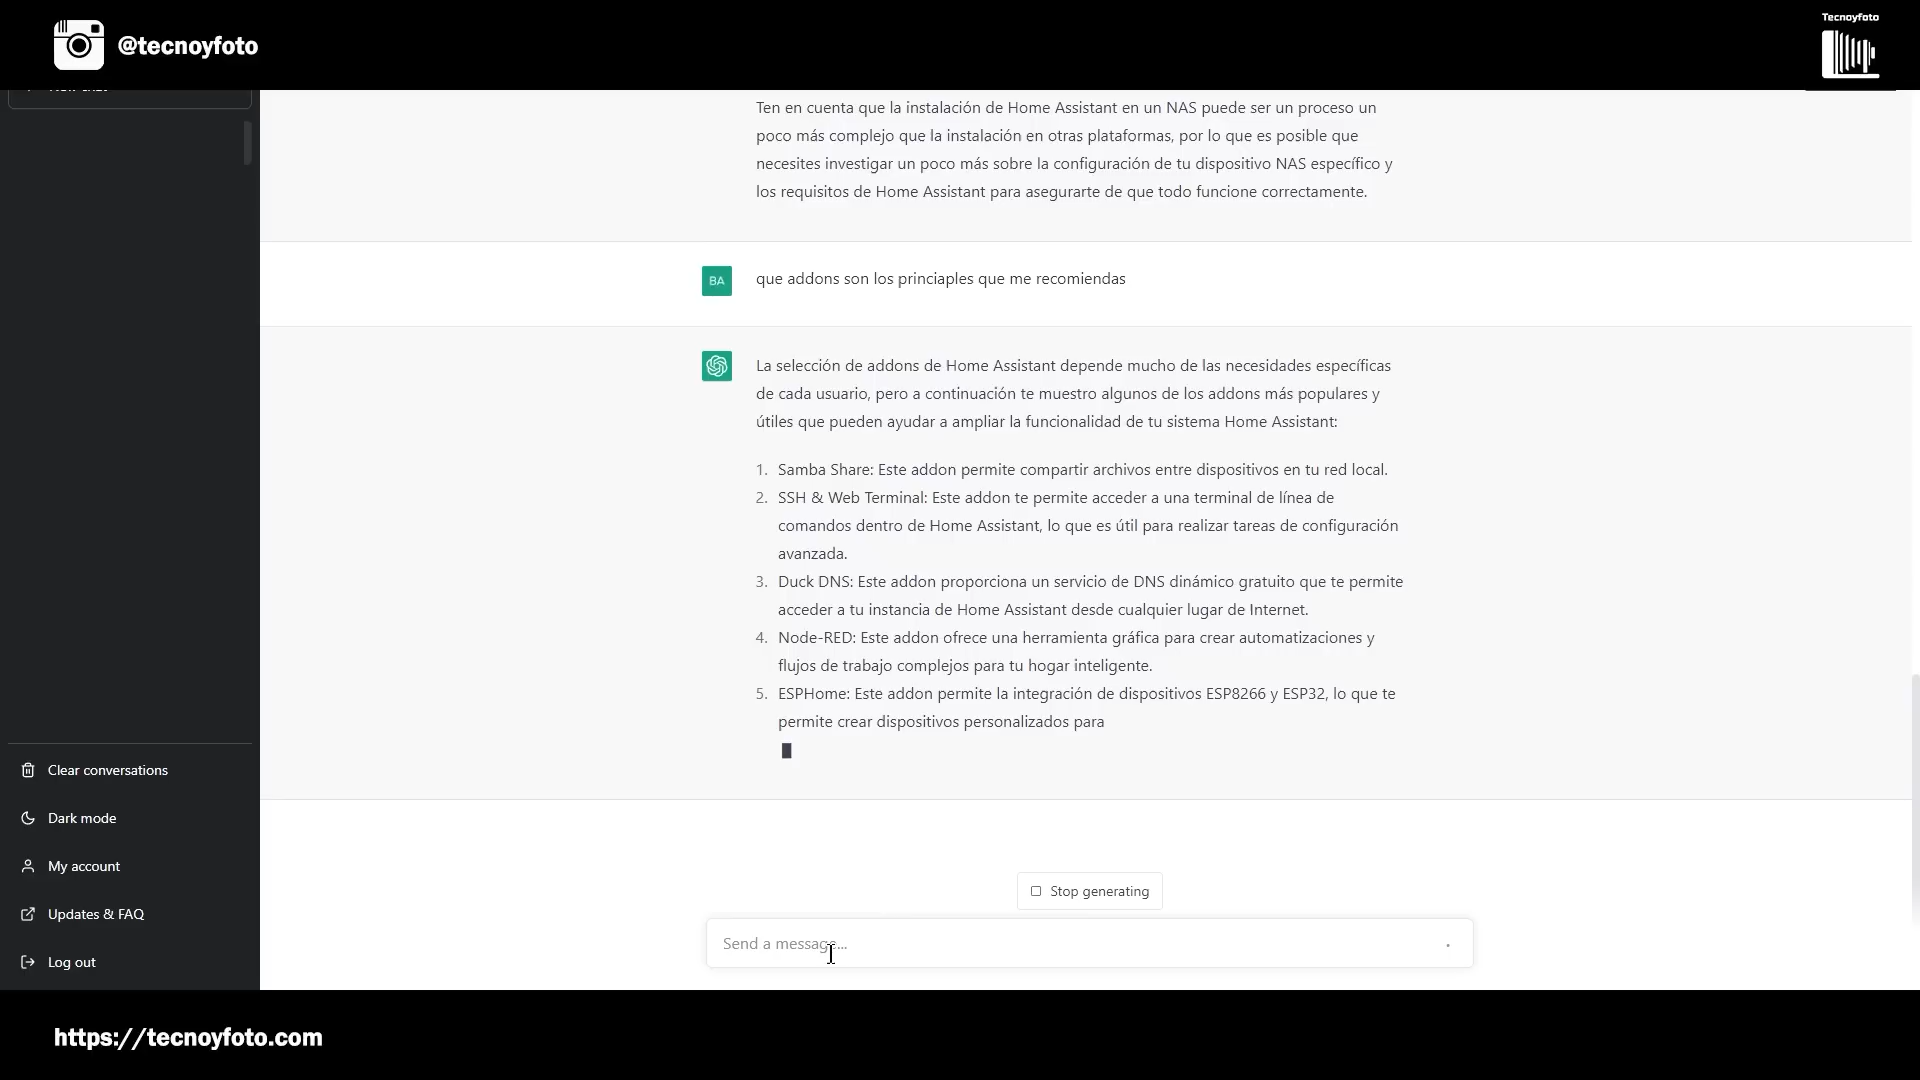 @tecnoyfoto
Tecnoyfoto
Ten en cuenta que la instalación de Home Assistant en un NAS puede ser un proceso un
poco más complejo que la instalación en otras plataformas, por lo que es posible que
necesites investigar un poco más sobre la configuración de tu dispositivo NAS específico y
los requisitos de Home Assistant para asegurarte de que todo funcione correctamente.
BA
que addons son los princiaples que me recomiendas
La selección de addons de Home Assistant depende mucho de las necesidades específicas
de cada usuario, pero a continuación te muestro algunos de los addons más populares y
útiles que pueden ayudar a ampliar la funcionalidad de tu sistema Home Assistant:
1. Samba Share: Este addon permite compartir archivos entre dispositivos en tu red local.
2. SSH & Web Terminal: Este addon te permite acceder a una terminal de línea de
comandos dentro de Home Assistant, lo que es útil para realizar tareas de configuración
avanzada.
3. Duck DNS: Este addon proporciona un servicio de DNS dinámico gratuito que te permite
acceder a tu instancia de Home Assistant desde cualquier lugar de Internet.
4. Node-RED: Este addon ofrece una herramienta gráfica para crear automatizaciones y
flujos de trabajo complejos para tu hogar inteligente.
5. ESPHome: Este addon permite la integración de dispositivos ESP8266 y ESP32, lo que te
permite crear dispositivos personalizados para
Clear conversations
Dark mode
My account
Updates & FAQ
Log out
Stop generating
Send a message...
https://tecnoyfoto.com